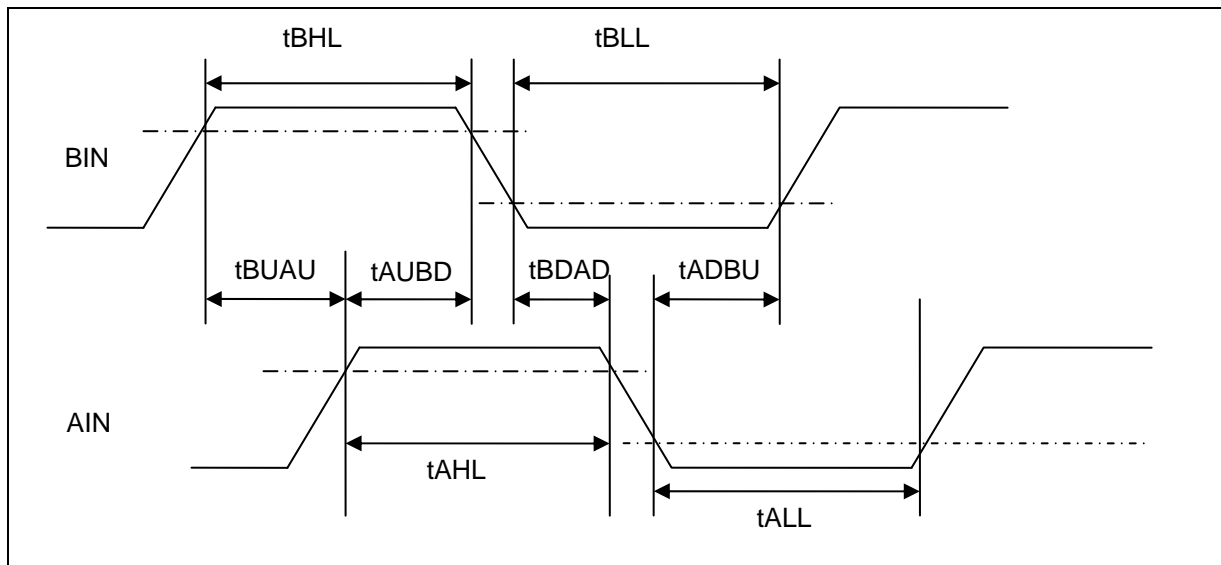 tBHL
tBLL
BIN
tBUAU
tAUBD
tBDAD
tADBU
AIN
tAHL
tALL